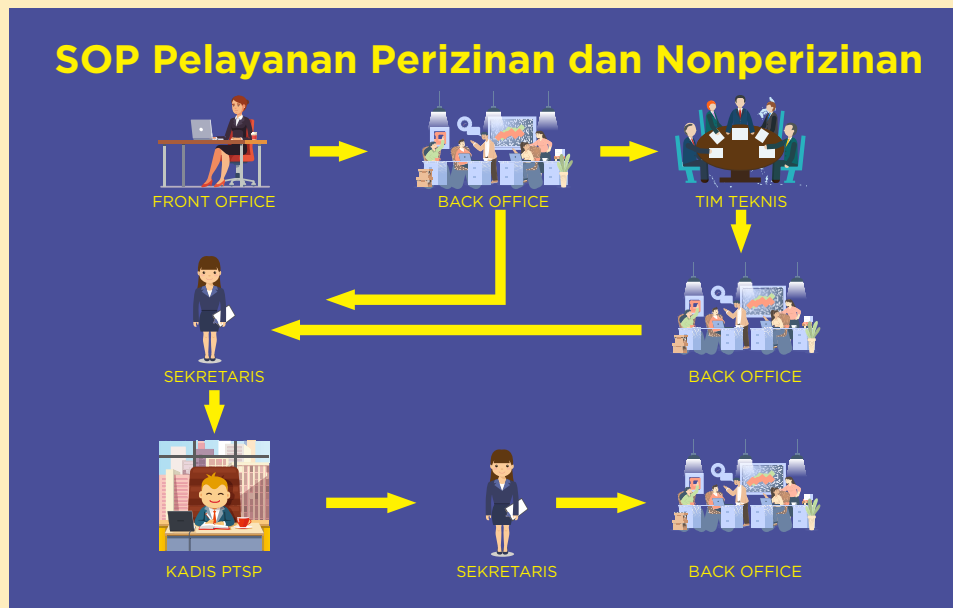 SOP Pelayanan Perizinan dan Nonperizinan
FRONT OFFICE
BACK OFFICE
TIM TEKNIS
SEKRETARIS
BACK OFFICE
KADIS PTSP
SEKRETARIS
BACK OFFICE